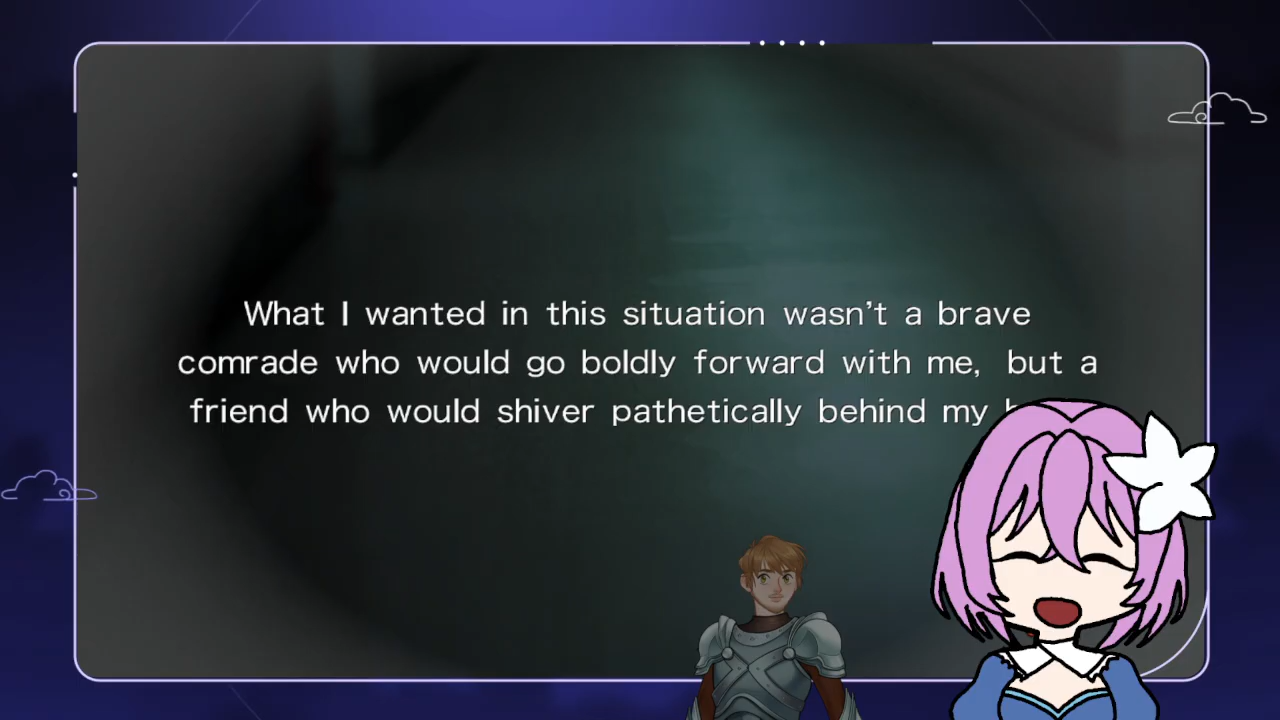 What I wanted in this situation wasn't a brave
comrade who would go boldly forward with me, but a
friend who would shiver pathetically behind my